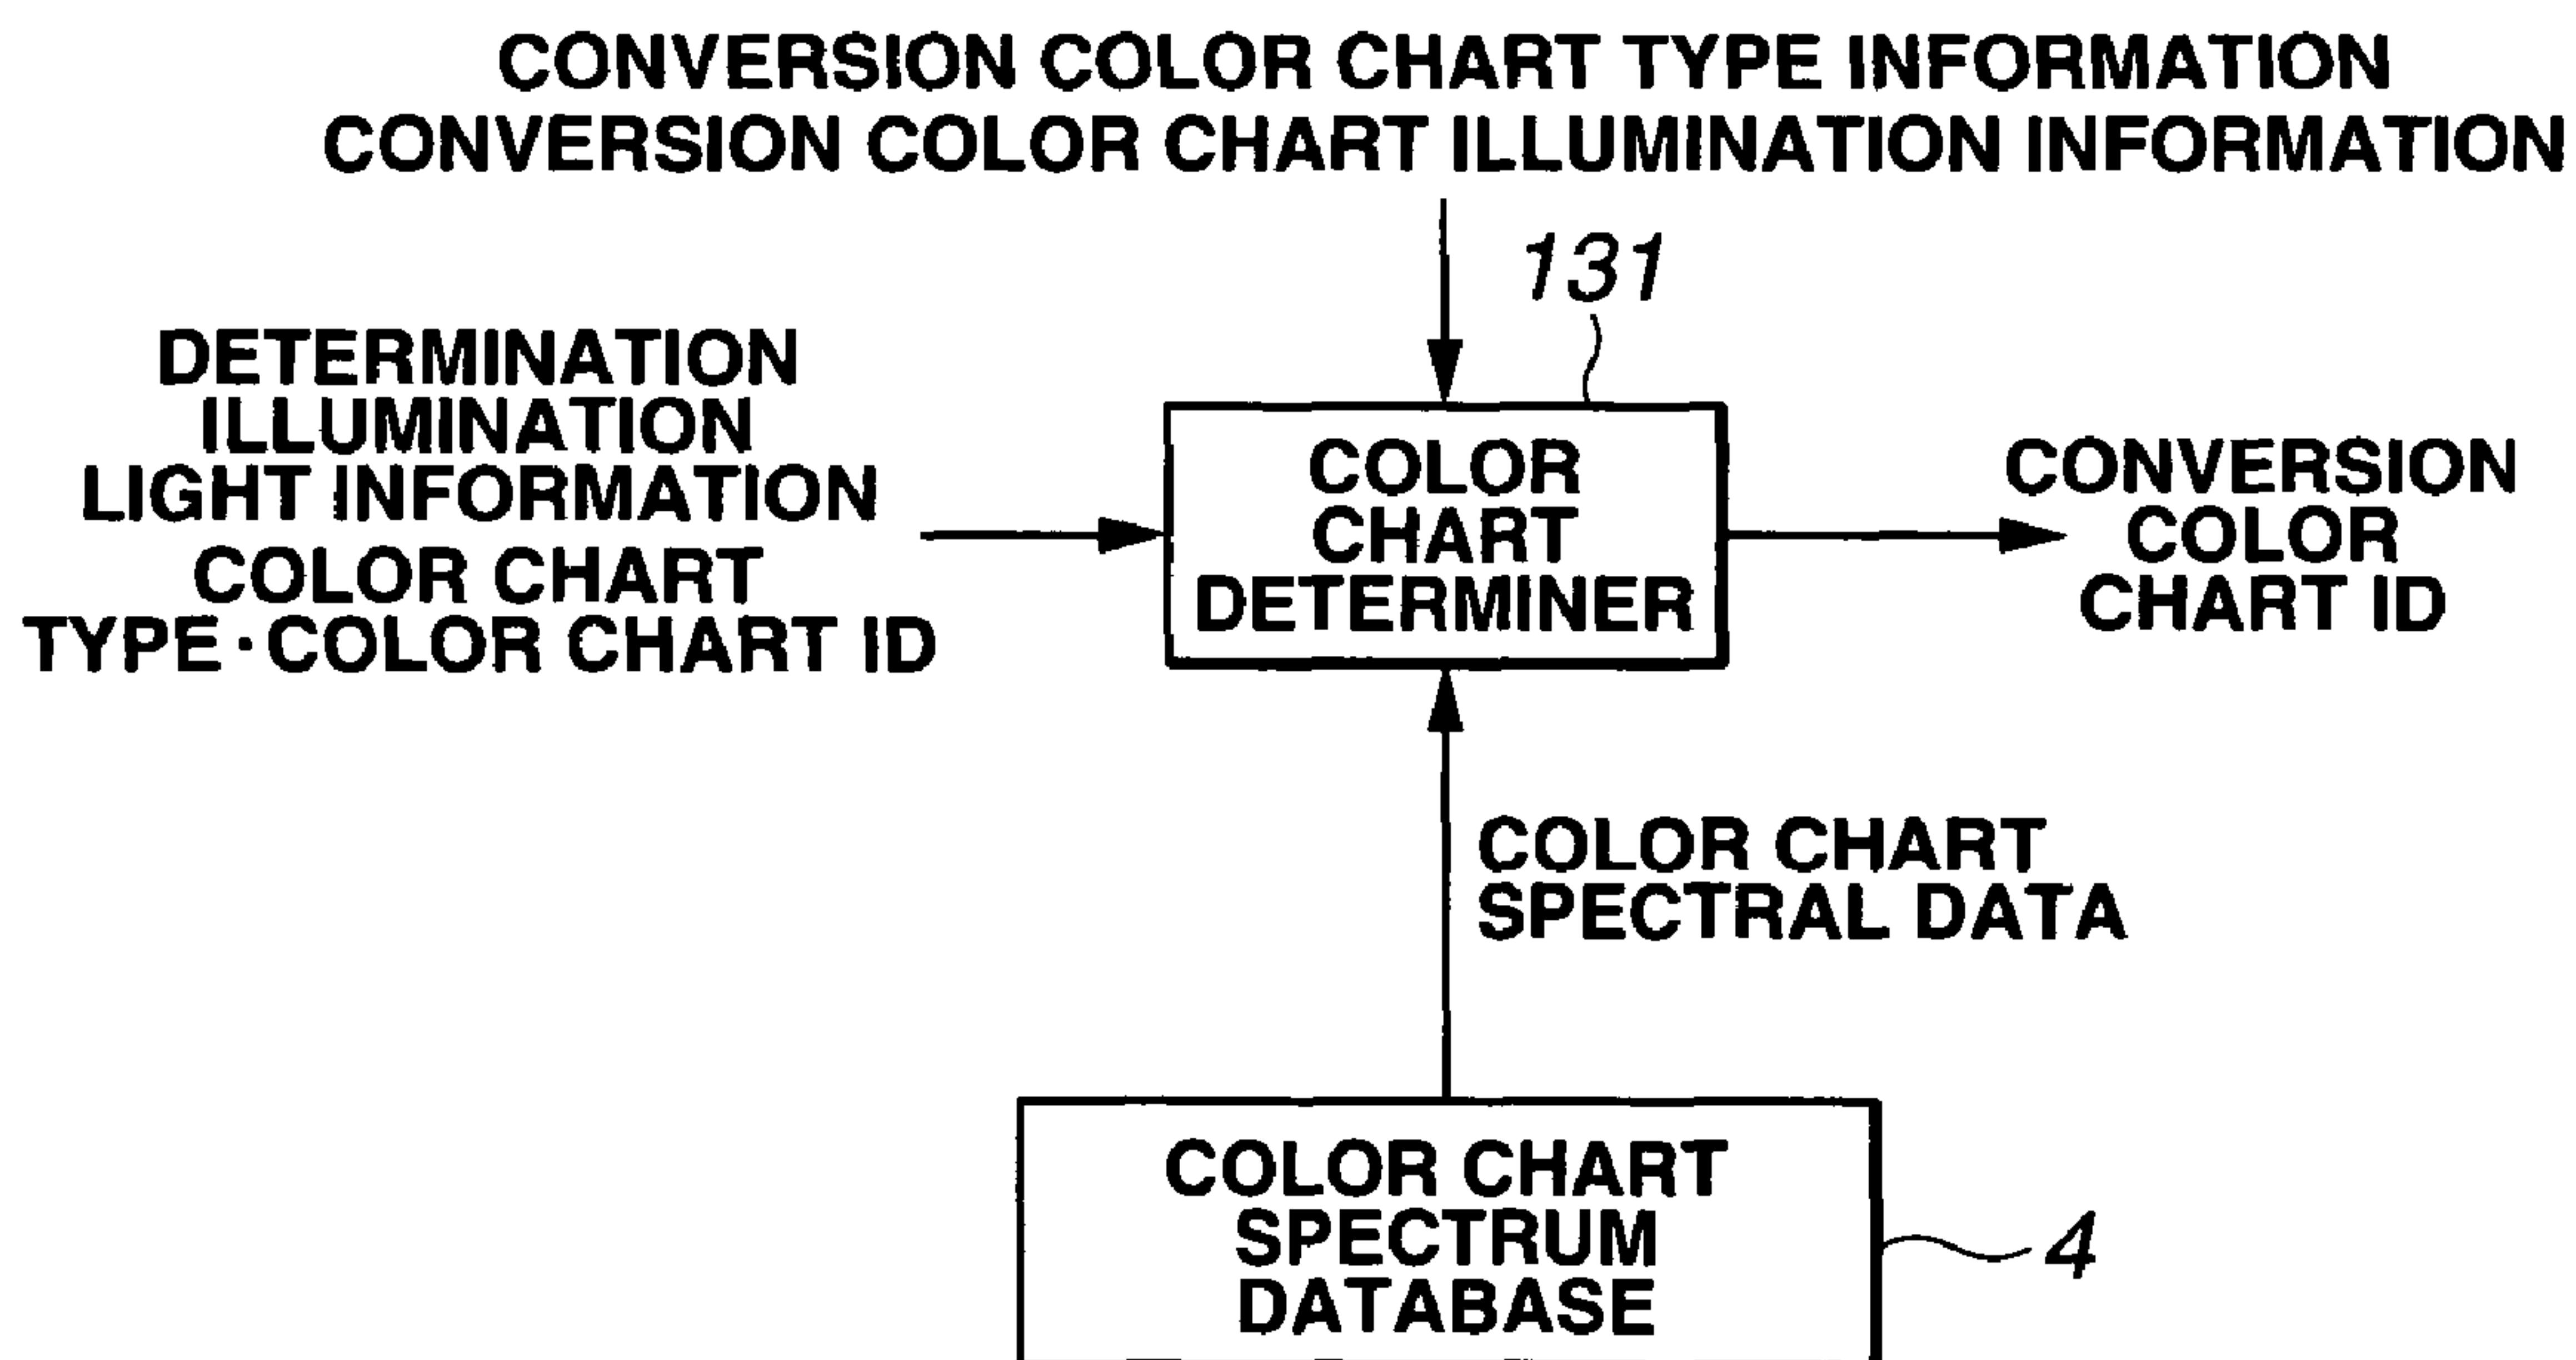 CONVERSION COLOR CHART TYPE INFORMATION
CONVERSION COLOR CHART ILLUMINATION INFORMATION
131
DETERMINATION
ILLUMINATION
LIGHT INFORMATION
COLOR CHART
TYPE·COLOR CHART ID
COLOR
CHART
DETERMINER
CONVERSION
COLOR
CHART ID
COLOR CHART
SPECTRAL DATA
COLOR CHART
SPECTRUM
DATABASE
4